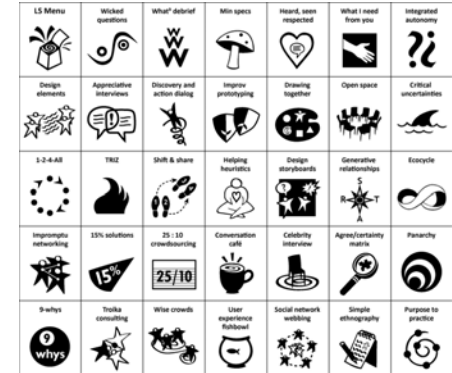 LS Menu
Wicked
questions
What³ debrief
Min specs
Heard, seen
respected
What I need
from you
Integrated
autonomy
W
W
W
Design
elements
Appreciative
interviews
Discovery and
action dialog
Improv
prototyping
Drawing
together
Open space
Critical
uncertainties
1-2-4-All
TRIZ
Shift & share
Helping
heuristics
Design
storyboards
Generative
relationships
Ecocycle
S
R
T
A
Impromptu
networking
15% solutions
25 : 10
crowdsourcing
Conversation
café
Celebrity
interview
Agree/certainty
matrix
Panarchy
15%
25/10
9-whys
Troika
consulting
Wise crowds
User
experience
fishbowl
Social network
webbing
Simple
ethnography
Purpose to
practice
9
whys